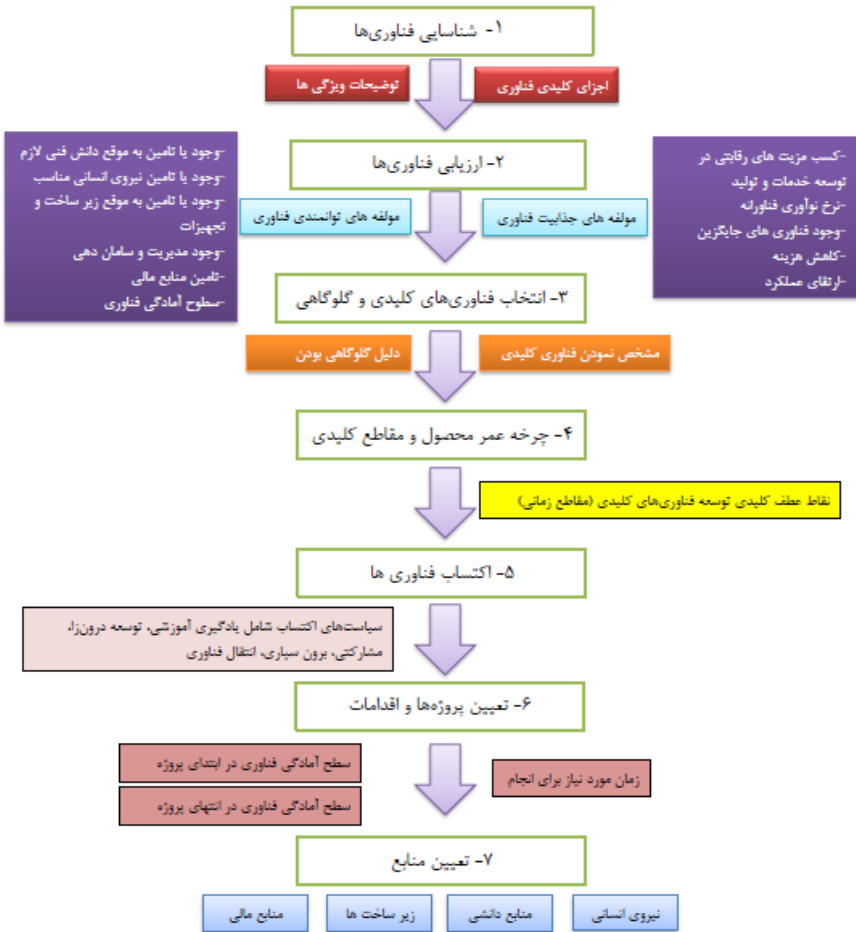 ۱- شناسایی فناوری‌ها
اجزای کلیدی فناوری
توضیحات ویژگی ها
۲- ارزیابی فناوری‌ها
-کسب مزیت های رقابتی در
توسعه خدمات و تولید
-نرخ نوآوری فناورانه
-وجود فناوری های جایگزین
-کاهش هزینه
-ارتقای عملکرد
مولفه های جذابیت فناوری
مولفه های توانمندی فناوری
-وجود یا تامین به موقع دانش فنی لازم
-وجود یا تامین نیروی انسانی مناسب
-وجود یا تامین به موقع زیر ساخت و
تجهیزات
-وجود مدیریت و سامان دهی
-تامین منابع مالی
-سطوح آمادگی فناوری
۳- انتخاب فناوری‌های کلیدی و گلوگاهی
مشخص نمودن فناوری کلیدی
دلیل گلوگاهی بودن
۴- چرخه عمر محصول و مقاطع کلیدی
نقاط عطف کلیدی توسعه فناوری‌های کلیدی (مقاطع زمانی)
۵- اکتساب فناوری ها
سیاست‌های اکتساب شامل یادگیری آموزشی، توسعه درون‌زا،
مشارکتی، برون سپاری، انتقال فناوری
۶- تعیین پروژه‌ها و اقدامات
زمان مورد نیاز برای انجام
سطح آمادگی فناوری در ابتدای پروژه
سطح آمادگی فناوری در انتهای پروژه
۷- تعیین منابع
نیروی انسانی
منابع دانشی
زیر ساخت ها
منابع مالی